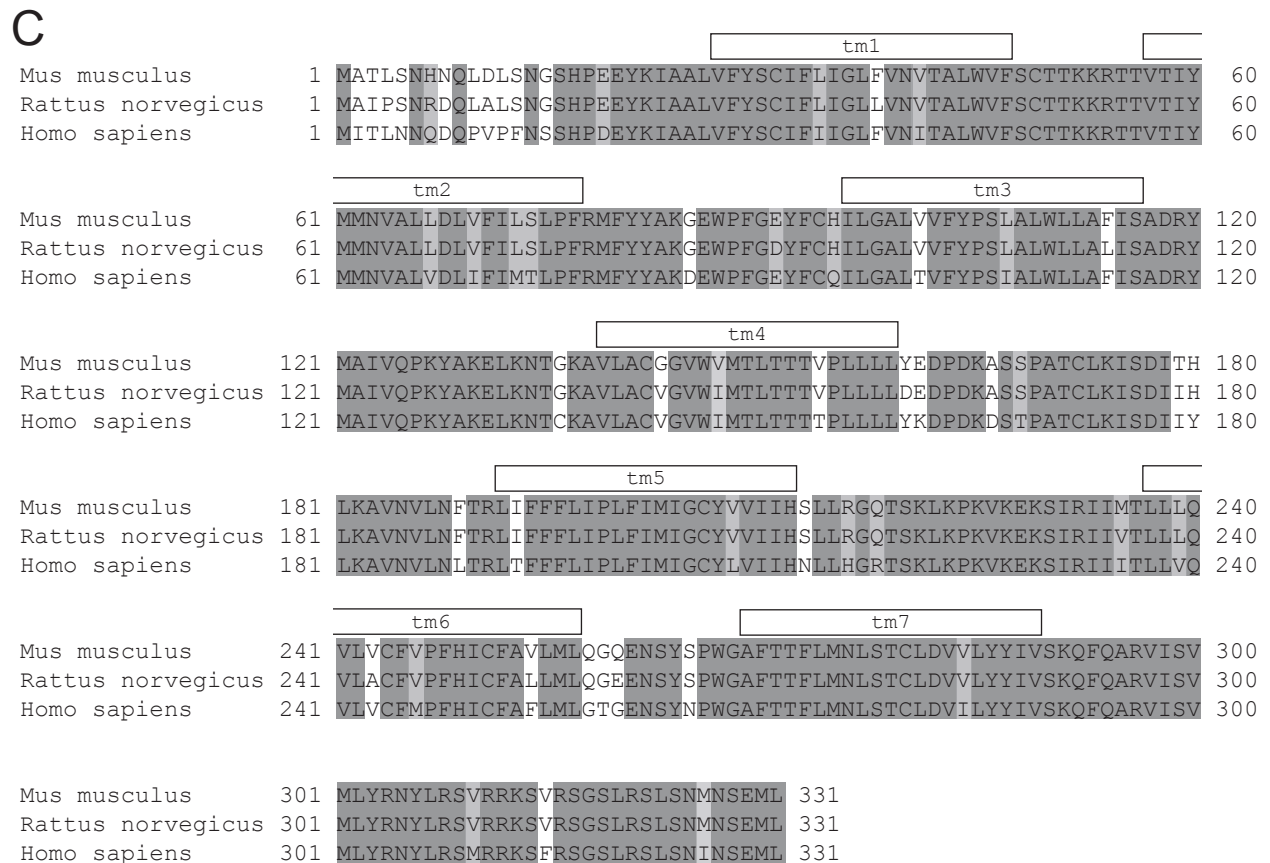 C
tm1
Mus musculus 1 MATLSNHNQLDLSNGSHPEEYKIAALVFYSCIFLIGLFVNVTALWVFSCTTKKRTTVTIY 60
Rattus norvegicus 1 MAIPSNRDQLALSNGSHPEEYKIAALVFYSCIFLIGLLVNVTALWVFSCTTKKRTTVTIY 60
Homo sapiens 1 MITLNNQDQPVPFNSSHPDEYKIAALVFYSCIFIIGLFVNITALWVFSCTTKKRTTVTIY 60
tm2 tm3
Mus musculus 61 MMNVALLDLVFILSLPFRMFYYAKGEWPFGEYFCHILGALVVFYPSLALWLLAFISADRY 120
Rattus norvegicus 61 MMNVALLDLVFILSLPFRMFYYAKGEWPFGDYFCHILGALVVFYPSLALWLLALISADRY 120
Homo sapiens 61 MMNVALVDLIFIMTLPFRMFYYAKDEWPFGEYFCQILGALTVFYPSIALWLLAFISADRY 120
tm4
Mus musculus 121 MAIVQPKYAKELKNTGKAVLACGGVWVMTLTTTVPLLLLYEDPDKASSPATCLKISDITH 180
Rattus norvegicus 121 MAIVQPKYAKELKNTGKAVLACVGVWIMTLTTTVPLLLLDEDPDKASSPATCLKISDIIH 180
Homo sapiens 121 MAIVQPKYAKELKNTCKAVLACVGVWIMTLTTTTPLLLLYKDPDKDSTPATCLKISDIIY 180
tm5
Mus musculus 181 LKAVNVLNFTRLIFFFLIPLFIMIGCYVVIIHSLLRGQTSKLKPKVKEKSIRIIMTLLLQ 240
Rattus norvegicus 181 LKAVNVLNFTRLIFFFLIPLFIMIGCYVVIIHSLLRGQTSKLKPKVKEKSIRIIVTLLLQ 240
Homo sapiens 181 LKAVNVLNLTRLTFFFLIPLFIMIGCYLVIIHNLLHGRTSKLKPKVKEKSIRIIITLLVQ 240
tm6 tm7
Mus musculus 241 VLVCFVPFHICFAVLMLQGQENSYSPWGAFTTFLMNLSTCLDVVLYYIVSKQFQARVISV 300
Rattus norvegicus 241 VLACFVPFHICFALLMLQGEENSYSPWGAFTTFLMNLSTCLDVVLYYIVSKQFQARVISV 300
Homo sapiens 241 VLVCFMPFHICFAFLMLGTGENSYNPWGAFTTFLMNLSTCLDVILYYIVSKQFQARVISV 300
Mus musculus 301 MLYRNYLRSVRRKSVRSGSLRSLSNMNSEML 331
Rattus norvegicus 301 MLYRNYLRSVRRKSVRSGSLRSLSNMNSEML 331
Homo sapiens 301 MLYRNYLRSMRRKSFRSGSLRSLSNINSEML 331